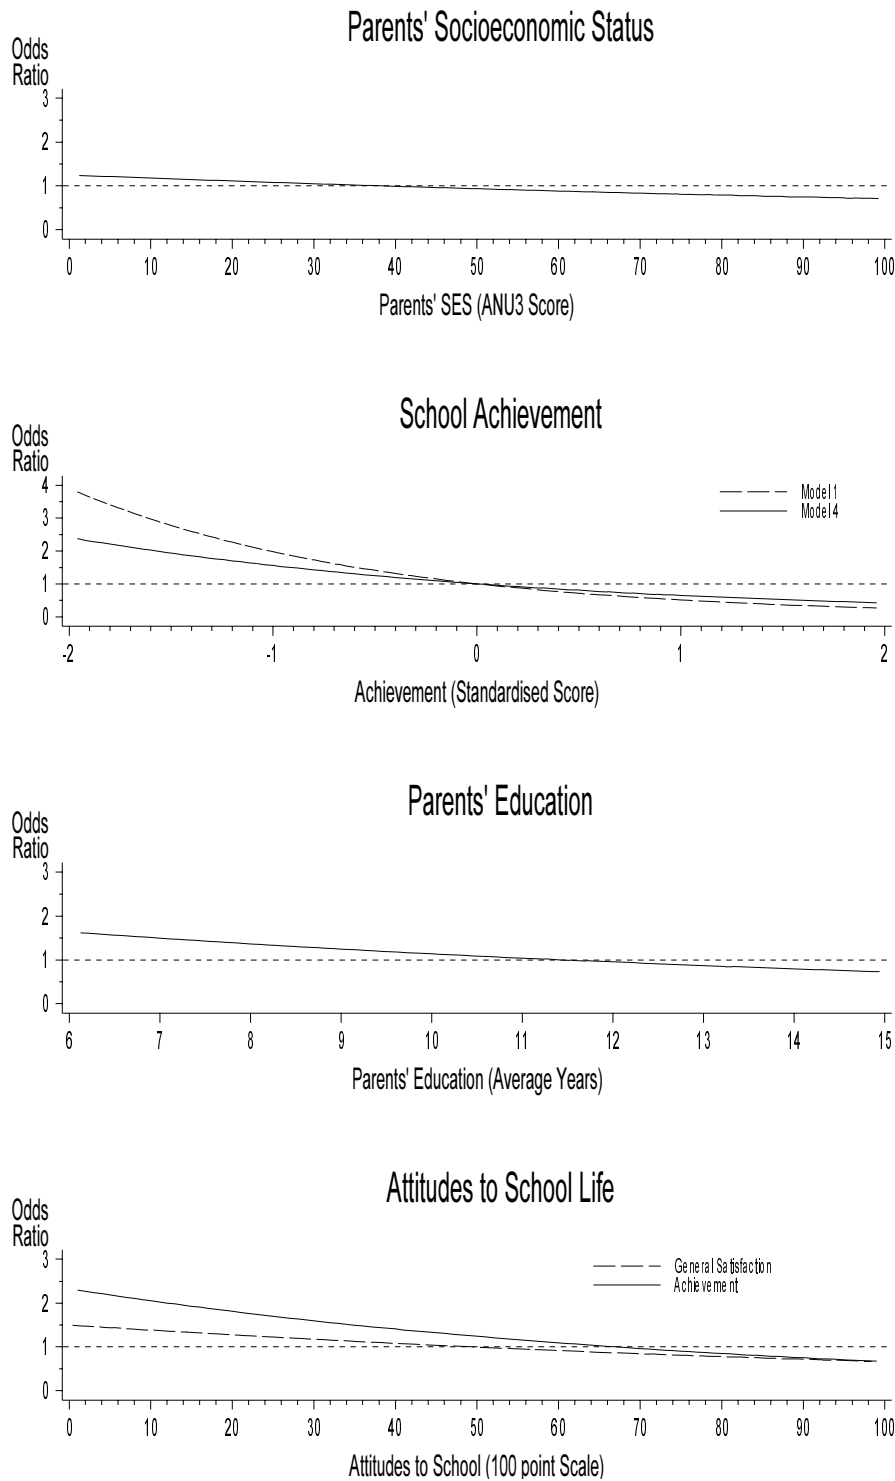 Parents' Socioeconomic Status
Odds
Ratio
3
2
1
0
0 10 20 30 40 50 60 70 80 90 100
Parents' SES (ANU3 Score)
School Achievement
Odds
Ratio
4
3
2
1
0
Model 1
Model 4
-2 -1 0 1 2
Achievement (Standardised Score)
Parents' Education
Odds
Ratio
3
2
1
0
6 7 8 9 10 11 12 13 14 15
Parents' Education (Average Years)
Attitudes to School Life
Odds
Ratio
3
2
1
0
General Satisfaction
Achievement
0 10 20 30 40 50 60 70 80 90 100
Attitudes to School (100 point Scale)